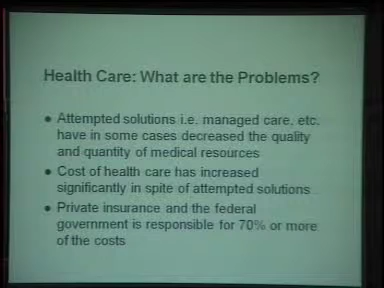 Health Care: What are the Problems?
● Attempted solutions i.e. managed care, etc.
have in some cases decreased the quality
and quantity of medical resources
● Cost of health care has increased
significantly in spite of attempted solutions
● Private insurance and the federal
government is responsible for 70% or more
of the costs